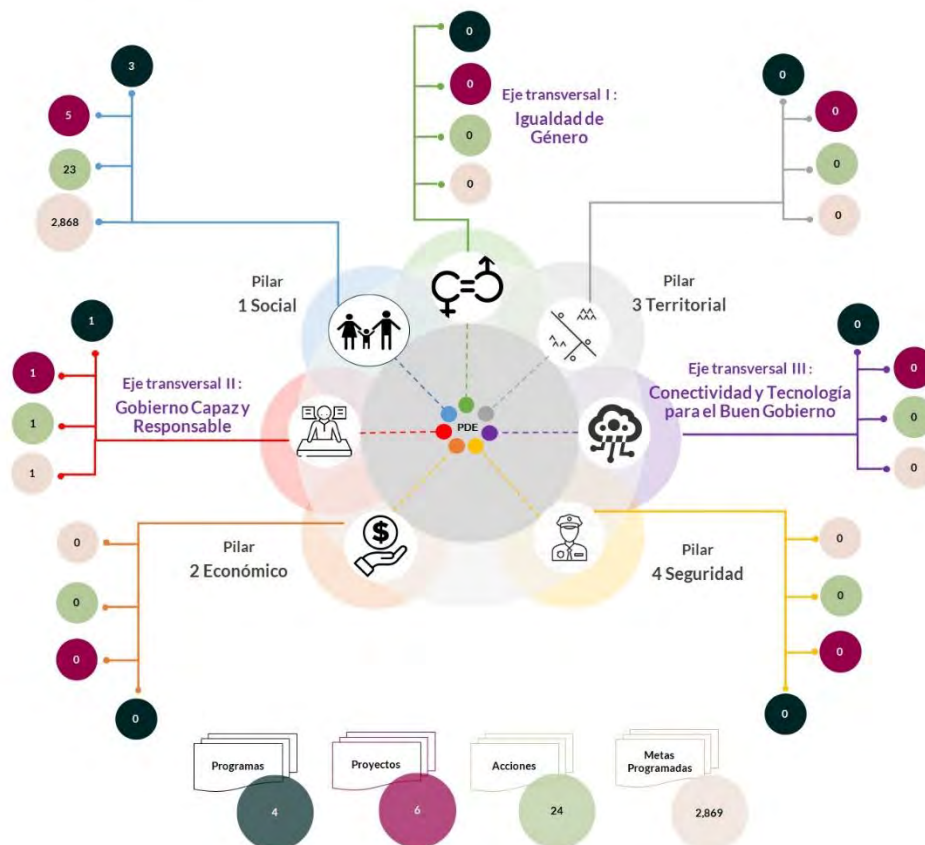 0
0
0
0
Eje transversal I :
Igualdad de
Género
3
5
23
2,868
Pilar
1 Social
0
0
0
0
Pilar
3 Territorial
1
1
1
1
Eje transversal II :
Gobierno Capaz y
Responsable
PDE
Eje transversal III :
Conectividad y Tecnología
para el Buen Gobierno
0
0
0
0
0
0
0
0
Pilar
2 Económico
Pilar
4 Seguridad
0
0
0
0
Programas
4
Proyectos
6
Acciones
24
Metas
Programadas
2,869